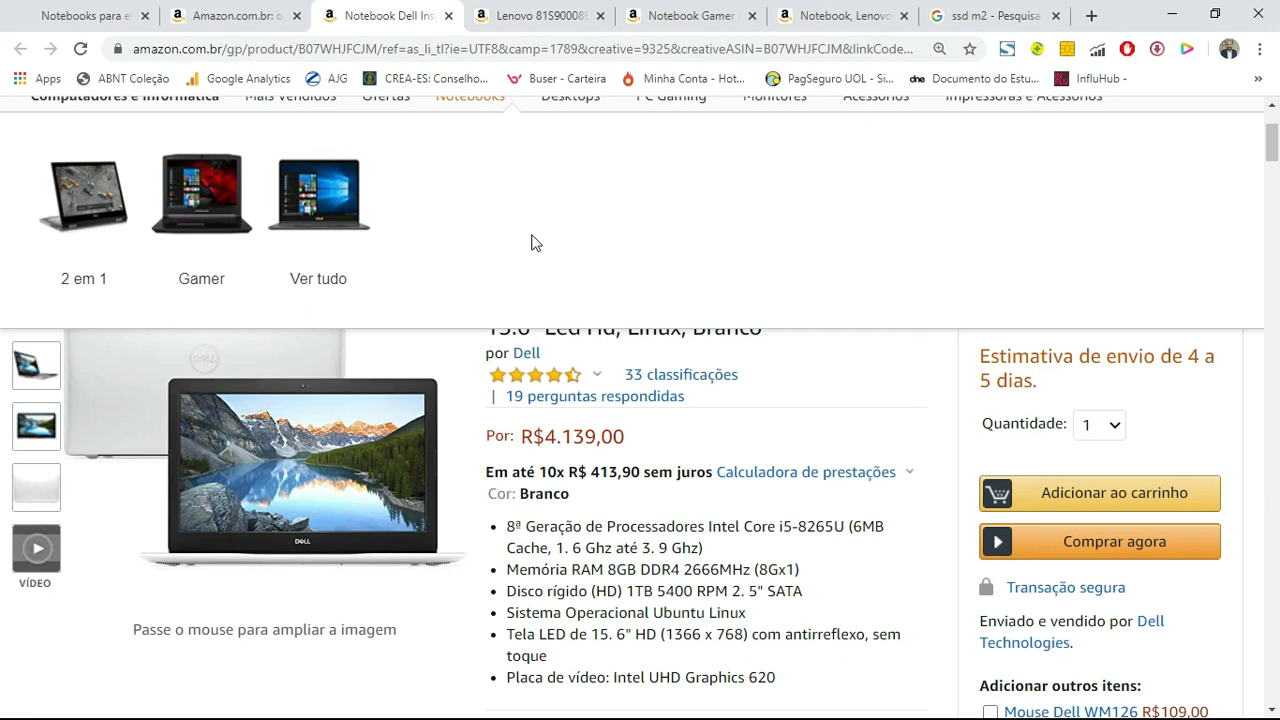 Notebooks para e
Amazon.com.br: o
Notebook Dell Ins
Lenovo 81S90008B
Notebook Gamer
Notebook, Lenovo
ssd m2 - Pesquisa
amazon.com.br/gp/product/B07WHJFCJM/ref=as_li_tl?ie=UTF8&camp=1789&creative=9325&creativeASIN=B07WHJFCJM&linkCode...
Apps
ABNT Coleção
Google Analytics
AJG
CREA-ES: Conselho...
Buser - Carteira
Minha Conta - Hot...
PagSeguro UOL - Si...
Documento do Estu...
InfluHub -
Computadores e Informática
Mais Vendidos
Ofertas
Notebooks
Desktops
PC Gaming
Monitores
Acessórios
Impressoras e Acessórios
2 em 1
Gamer
Ver tudo
15.6" Led Hd, Linux, Branco
por Dell
33 classificações
| 19 perguntas respondidas
Por: R$4.139,00
Em até 10x R$ 413,90 sem juros Calculadora de prestações
Cor: Branco
• 8ª Geração de Processadores Intel Core i5-8265U (6MB
Cache, 1. 6 Ghz até 3. 9 Ghz)
• Memória RAM 8GB DDR4 2666MHz (8Gx1)
• Disco rígido (HD) 1TB 5400 RPM 2. 5" SATA
• Sistema Operacional Ubuntu Linux
• Tela LED de 15. 6" HD (1366 x 768) com antirreflexo, sem
toque
• Placa de vídeo: Intel UHD Graphics 620
DELL
DELL
VÍDEO
Passe o mouse para ampliar a imagem
Estimativa de envio de 4 a
5 dias.
Quantidade: 1
Adicionar ao carrinho
Comprar agora
Transação segura
Enviado e vendido por Dell
Technologies.
Adicionar outros itens:
Mouse Dell WM126 R$109,00